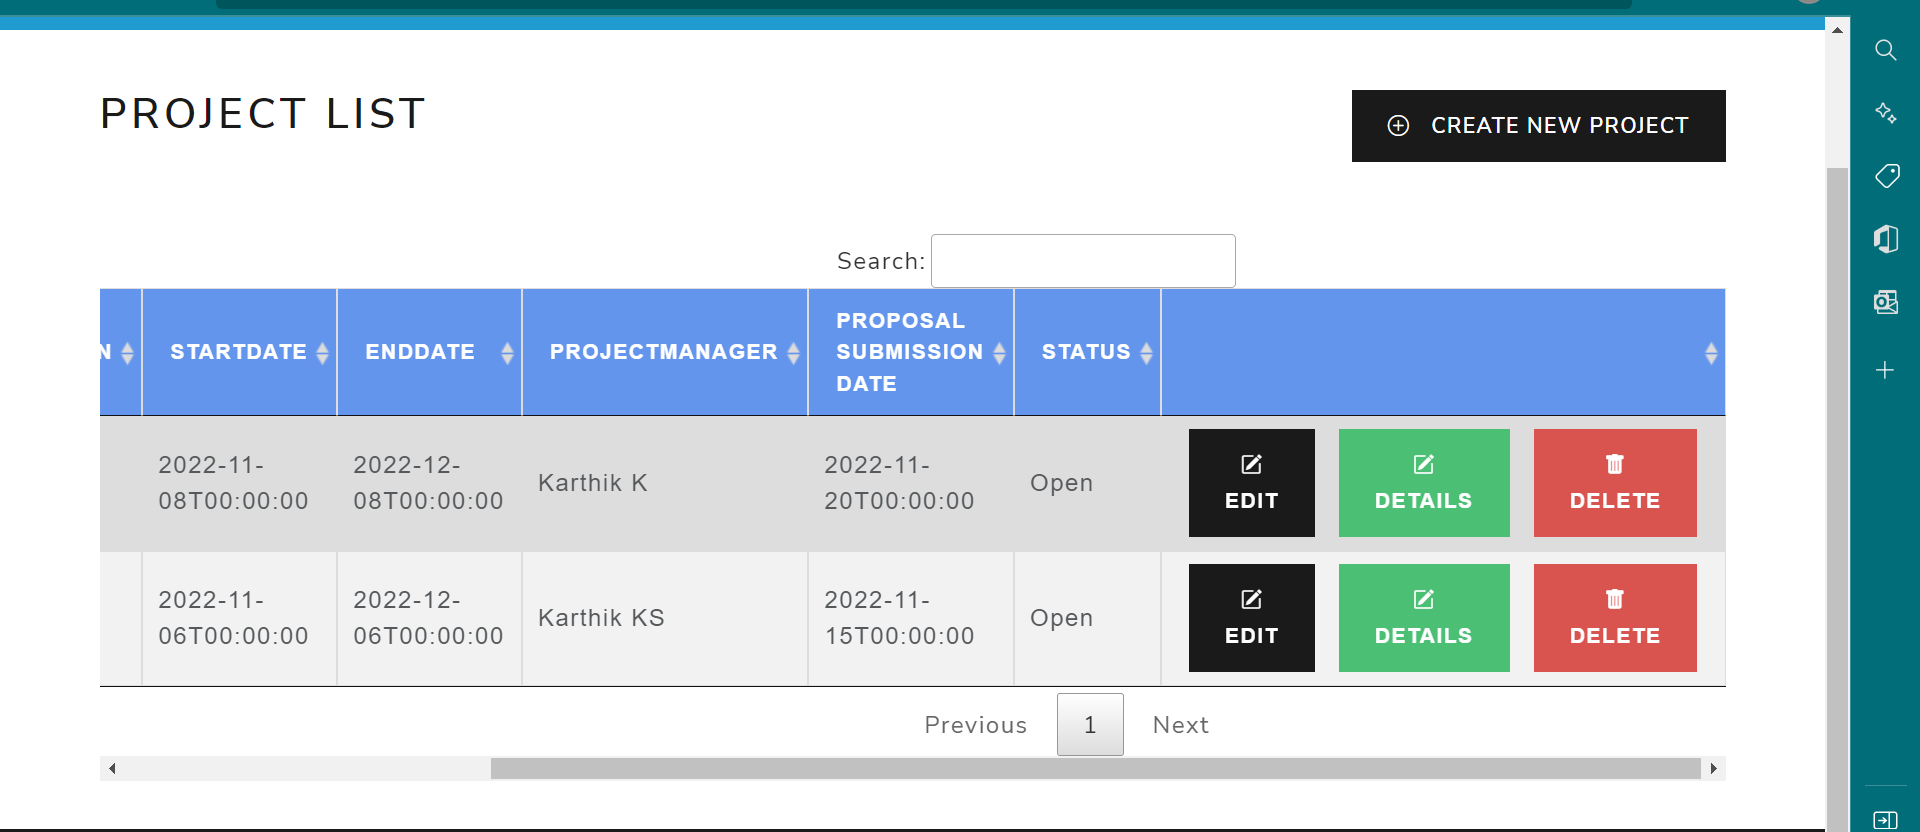 PROJECT LIST
CREATE NEW PROJECT
Search:
N STARTDATE ENDDATE PROJECTMANAGER PROPOSAL SUBMISSION DATE STATUS
2022-11-08T00:00:00 2022-12-08T00:00:00 Karthik K 2022-11-20T00:00:00 Open EDIT DETAILS DELETE
2022-11-06T00:00:00 2022-12-06T00:00:00 Karthik KS 2022-11-15T00:00:00 Open EDIT DETAILS DELETE
Previous 1 Next